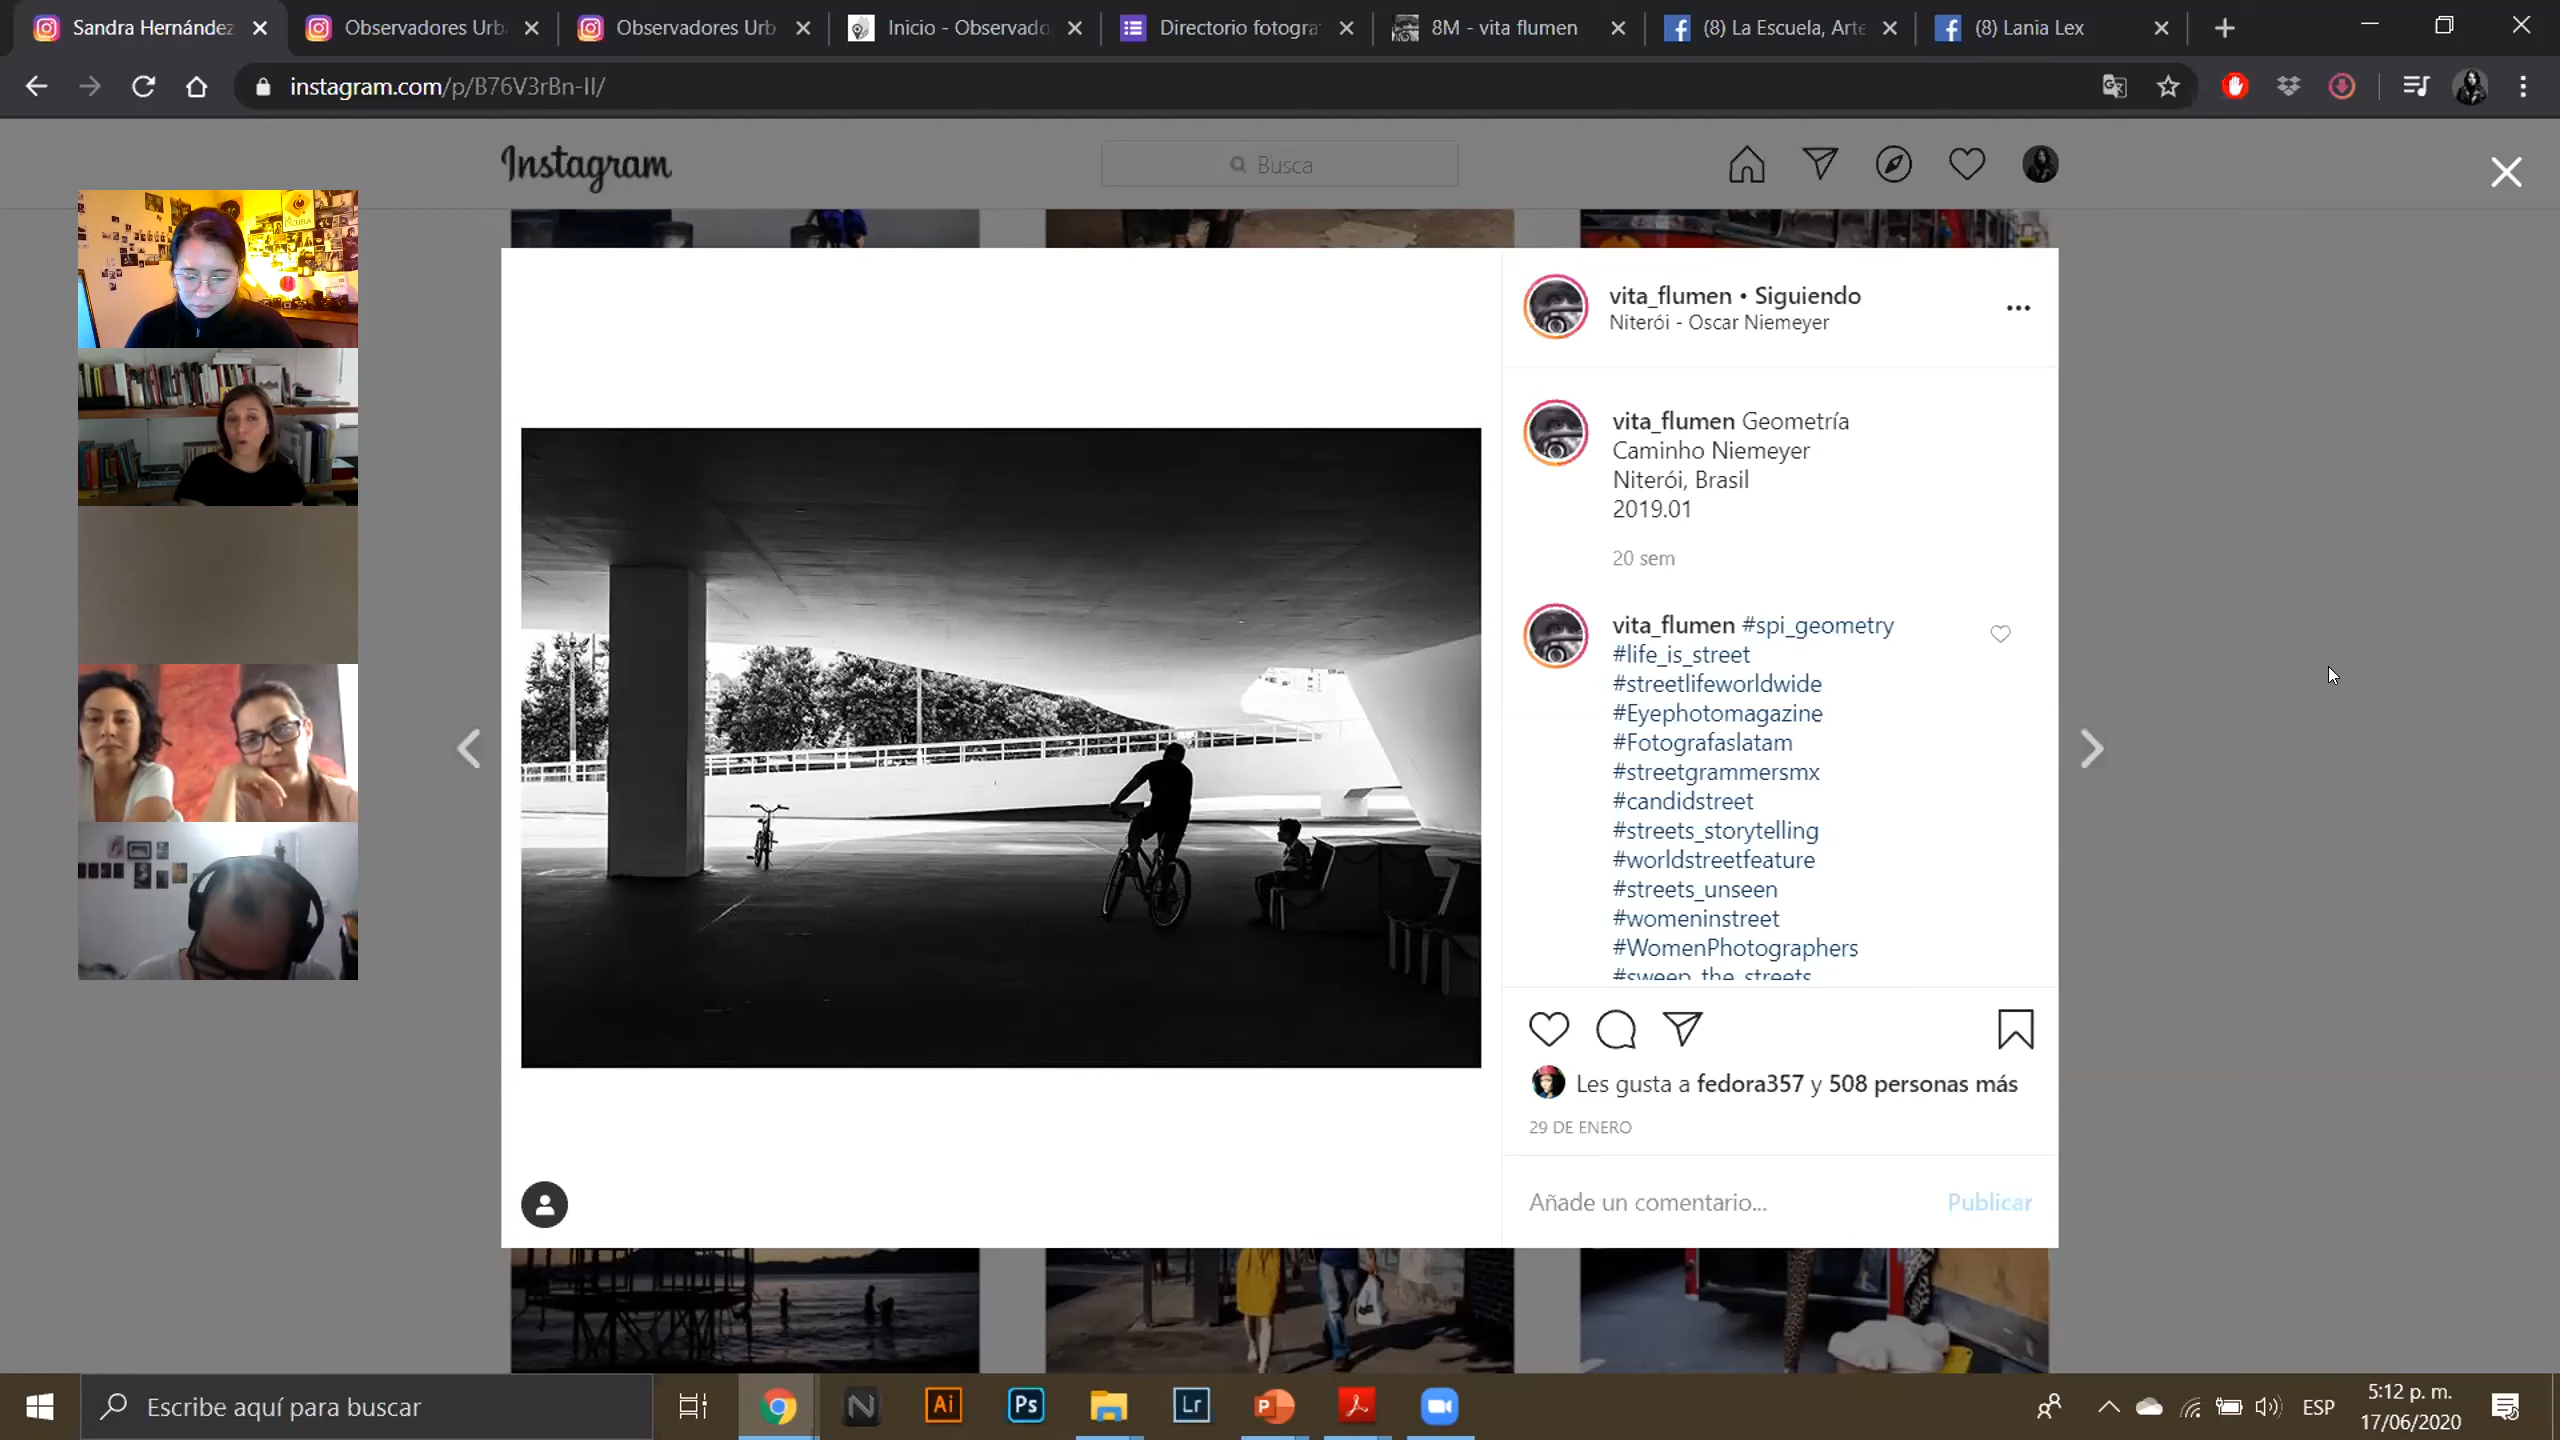 Sandra Hernández
Observadores Urb
Observadores Urb
Inicio - Observado
Directorio fotogra
8M - vita flumen
(8) La Escuela, Arte
(8) Lania Lex
instagram.com/p/B76V3rBn-II/
Instagram
Busca
vita_flumen • Siguiendo
Niterói - Oscar Niemeyer
vita_flumen Geometría
Caminho Niemeyer
Niterói, Brasil
2019.01
20 sem
vita_flumen #spi_geometry
#life_is_street
#streetlifeworldwide
#Eyephotomagazine
#Fotografaslatam
#streetgrammersmx
#candidstreet
#streets_storytelling
#worldstreetfeature
#streets_unseen
#womeninstreet
#WomenPhotographers
#sweep_the_streets
Les gusta a fedora357 y 508 personas más
29 DE ENERO
Añade un comentario...
Publicar
Escribe aquí para buscar
N
Ai
Ps
Lr
P
ESP
5:12 p. m.
17/06/2020